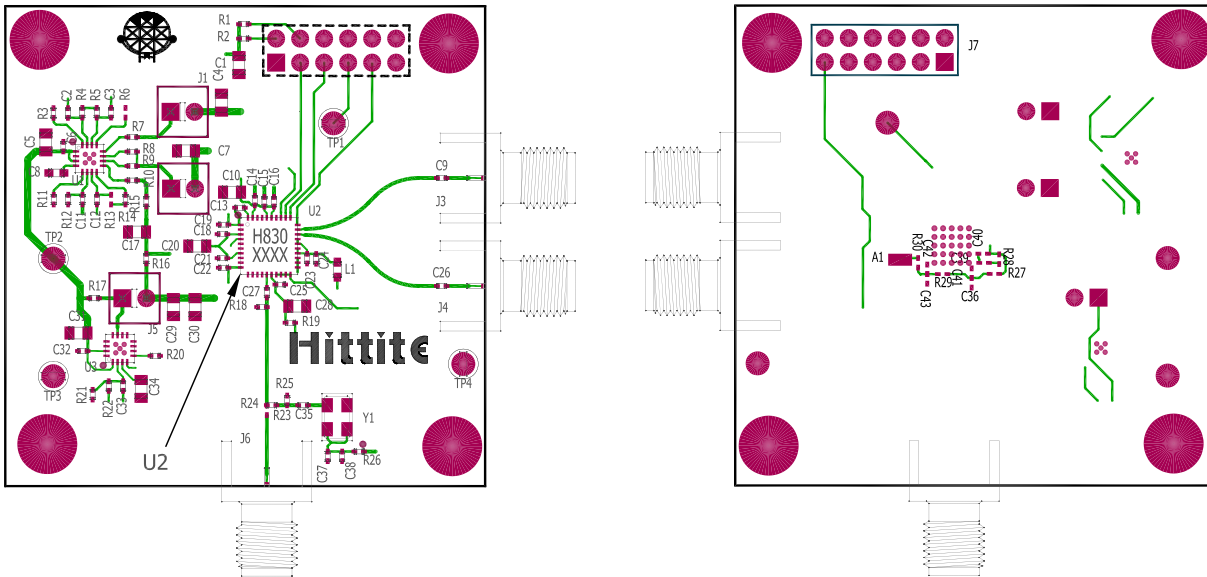 R1
R2
C1
C4
J1
R3
C2
R4
R5
C3
R6
R7
C5
C6
R8
R9
C8
U1
R10
C7
TP1
R11
R12
C11
C12
R13
R14
R15
C10
C14
C15
C16
C13
U2
C9
J3
C17
C19
C18
C20
H830
XXXX
TP2
R16
C21
C22
C23
L1
C26
R17
C27
C25
R18
C28
J4
J5
C29
C30
R19
C32
U3
R20
Hittite
TP3
TP4
R21
R22
C33
C34
R25
R24
R23
C35
Y1
J6
U2
C37
C38
R26
J7
R30
C42
C40
A1
R28
R29
C41
R27
C43
C36